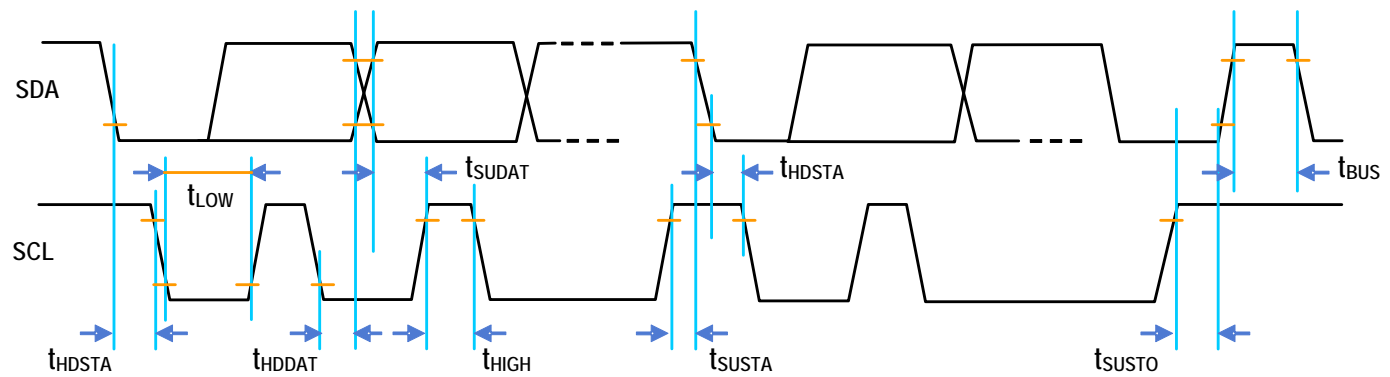 SDA
tSUDAT
tHDSTA
tBUS
tLOW
SCL
tHDSTA
tHDDAT
tHIGH
tSUSTA
tSUSTO